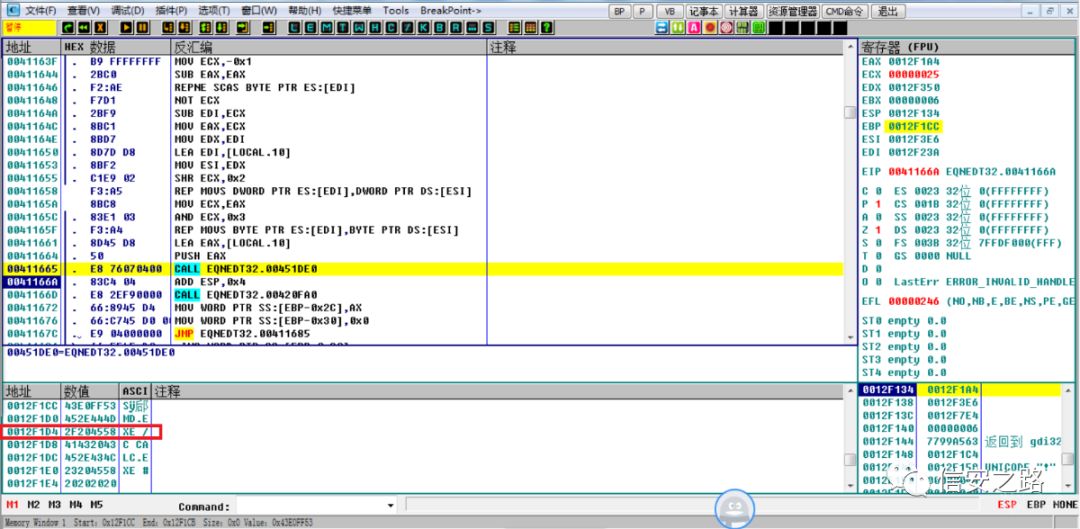 文件(F) 查看(V) 调试(D) 插件(P) 选项(T) 窗口(W) 帮助(H) 快捷菜单 Tools BreakPoint-> BP P VB 记事本 计算器 资源管理器 CMD命令 退出
暂停 L E M T W H C / K B R ... S
地址 HEX 数据 反汇编 注释
0041163F . B9 FFFFFFFF MOV ECX,-0x1
00411644 . 2BC0 SUB EAX,EAX
00411646 . F2:AE REPNE SCAS BYTE PTR ES:[EDI]
00411648 . F7D1 NOT ECX
0041164A . 2BF9 SUB EDI,ECX
0041164C . 8BC1 MOV EAX,ECX
0041164E . 8BD7 MOV EDX,EDI
00411650 . 8D7D D8 LEA EDI,[LOCAL.10]
00411653 . 8BF2 MOV ESI,EDX
00411655 . C1E9 02 SHR ECX,0x2
00411658 . F3:A5 REP MOVS DWORD PTR ES:[EDI],DWORD PTR DS:[ESI]
0041165A . 8BC8 MOV ECX,EAX
0041165C . 83E1 03 AND ECX,0x3
0041165F . F3:A4 REP MOVS BYTE PTR ES:[EDI],BYTE PTR DS:[ESI]
00411661 . 8D45 D8 LEA EAX,[LOCAL.10]
00411664 . 50 PUSH EAX
00411665 . E8 76070400 CALL EQNEDT32.00451DE0
0041166A . 83C4 04 ADD ESP,0x4
0041166D . E8 2EF90000 CALL EQNEDT32.00420FA0
00411672 . 66:8945 D4 MOV WORD PTR SS:[EBP-0x2C],AX
00411676 . 66:C745 D0 0 MOV WORD PTR SS:[EBP-0x30],0x0
0041167C . E9 04000000 JMP EQNEDT32.00411685
00451DE0=EQNEDT32.00451DE0
寄存器 (FPU)
EAX 0012F1A4
ECX 00000025
EDX 0012F350
EBX 00000006
ESP 0012F134
EBP 0012F1CC
ESI 0012F3E6
EDI 0012F23A
EIP 0041166A EQNEDT32.0041166A
C 0 ES 0023 32位 0(FFFFFFFF)
P 1 CS 001B 32位 0(FFFFFFFF)
A 0 SS 0023 32位 0(FFFFFFFF)
Z 1 DS 0023 32位 0(FFFFFFFF)
S 0 FS 003B 32位 7FFDF000(FFF)
T 0 GS 0000 NULL
D 0
O 0 LastErr ERROR_INVALID_HANDLE
EFL 00000246 (NO,NB,E,BE,NS,PE,GE
ST0 empty 0.0
ST1 empty 0.0
ST2 empty 0.0
ST3 empty 0.0
ST4 empty 0.0
地址 数值 ASCI 注释
0012F1CC 43E0FF53
0012F1D0 452E444D MD.E
0012F1D4 2F204558 XE /
0012F1D8 41432043 C CA
0012F1DC 452E434C LC.E
0012F1E0 23204558 XE #
0012F1E4 20202020
0012F134 0012F1A4
0012F138 0012F3E6
0012F13C 0012F7E4
0012F140 00000006
0012F144 7799A563 返回到 gdi32
0012F148 0012F1C4
信安之路
M1 M2 M3 M4 M5 Command: ESP EBP NONE
Memory Window 1 Start: 0x12F1CC End: 0x12F1CB Size: 0x0 Value: 0x43E0FF53